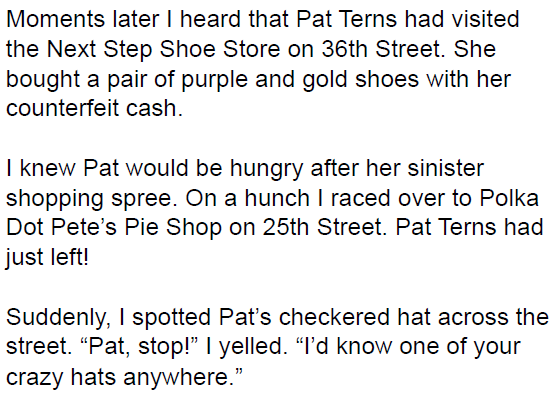 Moments later I heard that Pat Terns had visited
the Next Step Shoe Store on 36th Street. She
bought a pair of purple and gold shoes with her
counterfeit cash.
I knew Pat would be hungry after her sinister
shopping spree. On a hunch I raced over to Polka
Dot Pete’s Pie Shop on 25th Street. Pat Terns had
just left!
Suddenly, I spotted Pat’s checkered hat across the
street. “Pat, stop!” I yelled. “I’d know one of your
crazy hats anywhere.”